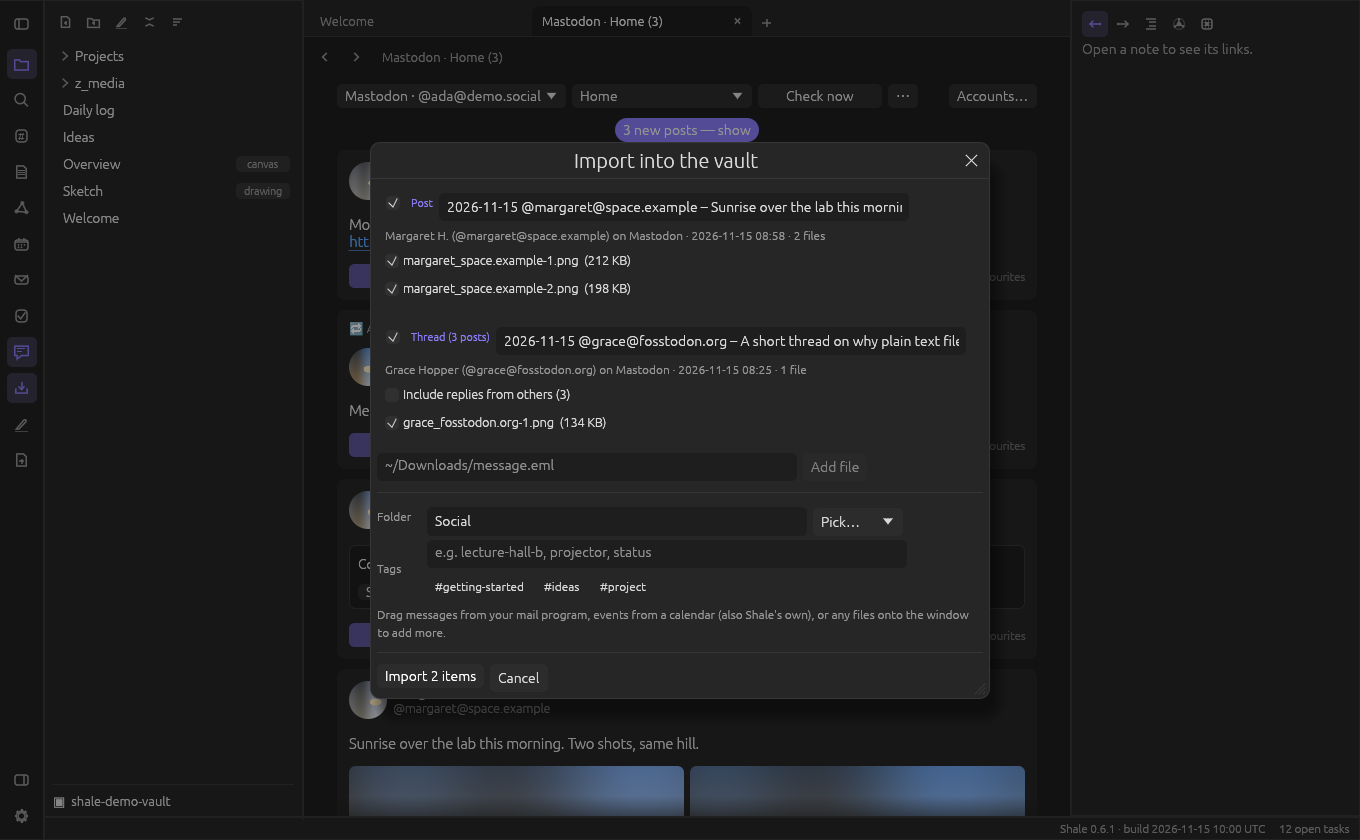 Welcome
Mastodon · Home (3)
Projects
z_media
Daily log
Ideas
Overview
canvas
Sketch
drawing
Welcome
shale-demo-vault
Mastodon · Home (3)
Mastodon · @ada@demo.social
Home
Check now
Accounts…
3 new posts — show
Import into the vault
Post
2026-11-15 @margaret@space.example – Sunrise over the lab this mornin
Margaret H. (@margaret@space.example) on Mastodon · 2026-11-15 08:58 · 2 files
margaret_space.example-1.png (212 KB)
margaret_space.example-2.png (198 KB)
Thread (3 posts)
2026-11-15 @grace@fosstodon.org – A short thread on why plain text file
Grace Hopper (@grace@fosstodon.org) on Mastodon · 2026-11-15 08:25 · 1 file
Include replies from others (3)
grace_fosstodon.org-1.png (134 KB)
~/Downloads/message.eml
Add file
Folder
Social
Pick…
Tags
e.g. lecture-hall-b, projector, status
#getting-started #ideas #project
Drag messages from your mail program, events from a calendar (also Shale's own), or any files onto the window
to add more.
Import 2 items
Cancel
Mo
htt
ourites
Me
ourites
Co
ourites
@margaret@space.example
Sunrise over the lab this morning. Two shots, same hill.
Open a note to see its links.
Shale 0.6.1 · build 2026-11-15 10:00 UTC
12 open tasks